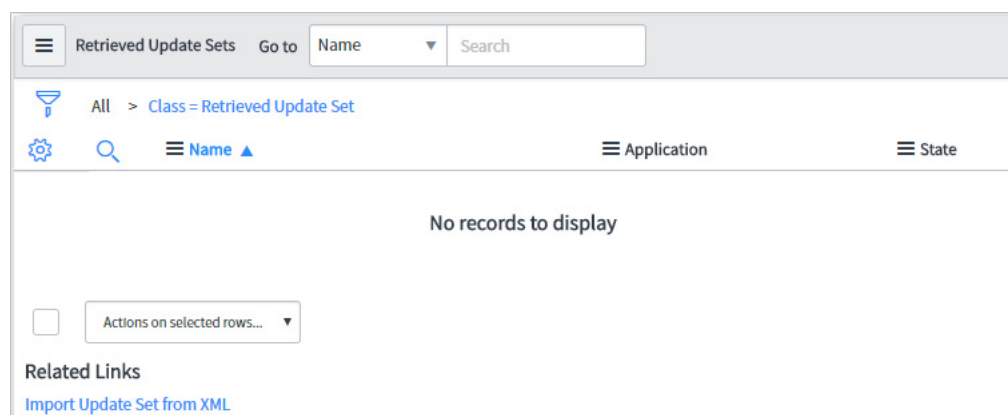 Retrieved Update Sets Go to Name Search
All > Class = Retrieved Update Set
Name Application State
No records to display
Actions on selected rows...
Related Links
Import Update Set from XML